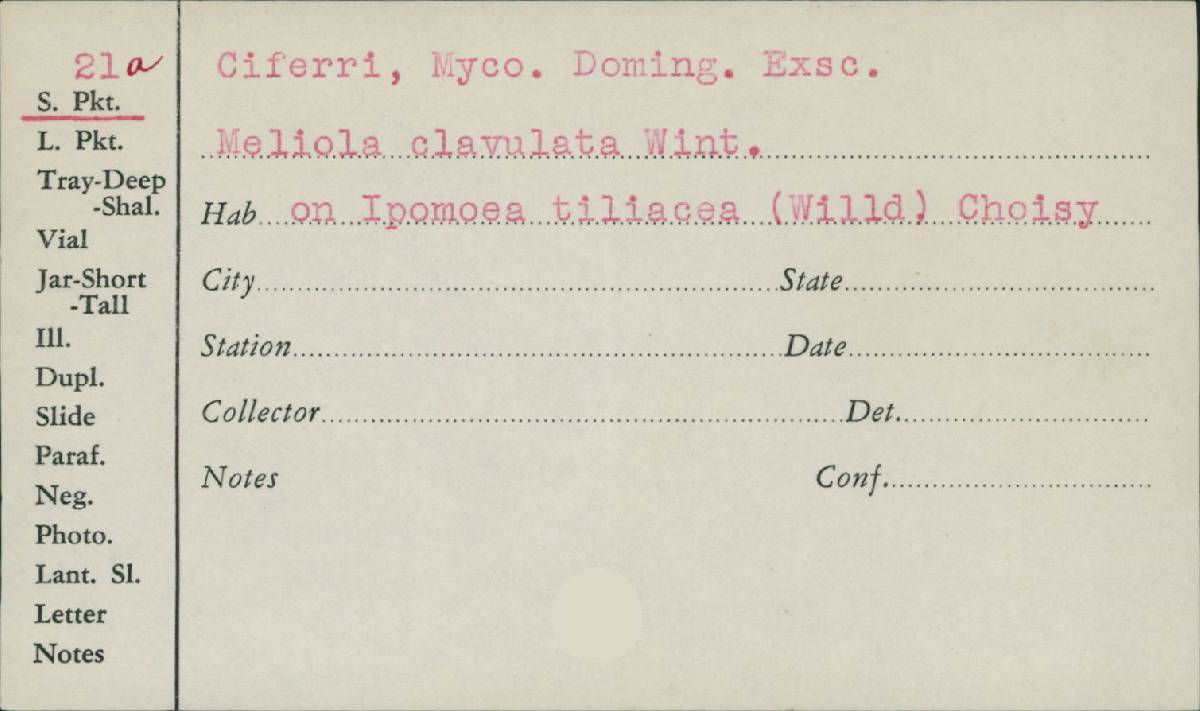 21a
S. Pkt.
L. Pkt.
Tray-Deep
-Shal.
Vial
Jar-Short
-Tall
Ill.
Dupl.
Slide
Paraf.
Neg.
Photo.
Lant. Sl.
Letter
Notes
Ciferri, Myco. Doming. Exsc.
Meliola clavulata Wint.
Hab on Ipomoea tiliacea (Willd) Choisy
City State
Station Date
Collector Det.
Notes Conf.